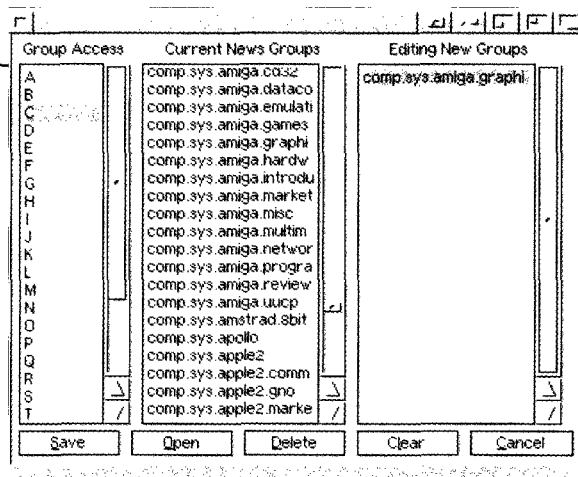 Group Access
Current News Groups
Editing New Groups
A
B
C
D
E
F
G
H
I
J
K
L
M
N
O
P
Q
R
S
T
comp.sys.amiga.cd32
comp.sys.amiga.dataco
comp.sys.amiga.emulati
comp.sys.amiga.games
comp.sys.amiga.graphi
comp.sys.amiga.hardw
comp.sys.amiga.introdu
comp.sys.amiga.market
comp.sys.amiga.misc
comp.sys.amiga.multim
comp.sys.amiga.networ
comp.sys.amiga.progra
comp.sys.amiga.review
comp.sys.amiga.uucp
comp.sys.amstrad.8bit
comp.sys.apollo
comp.sys.apple2
comp.sys.apple2.comm
comp.sys.apple2.gno
comp.sys.apple2.marke
comp.sys.amiga.graphi
Save
Open
Delete
Clear
Cancel